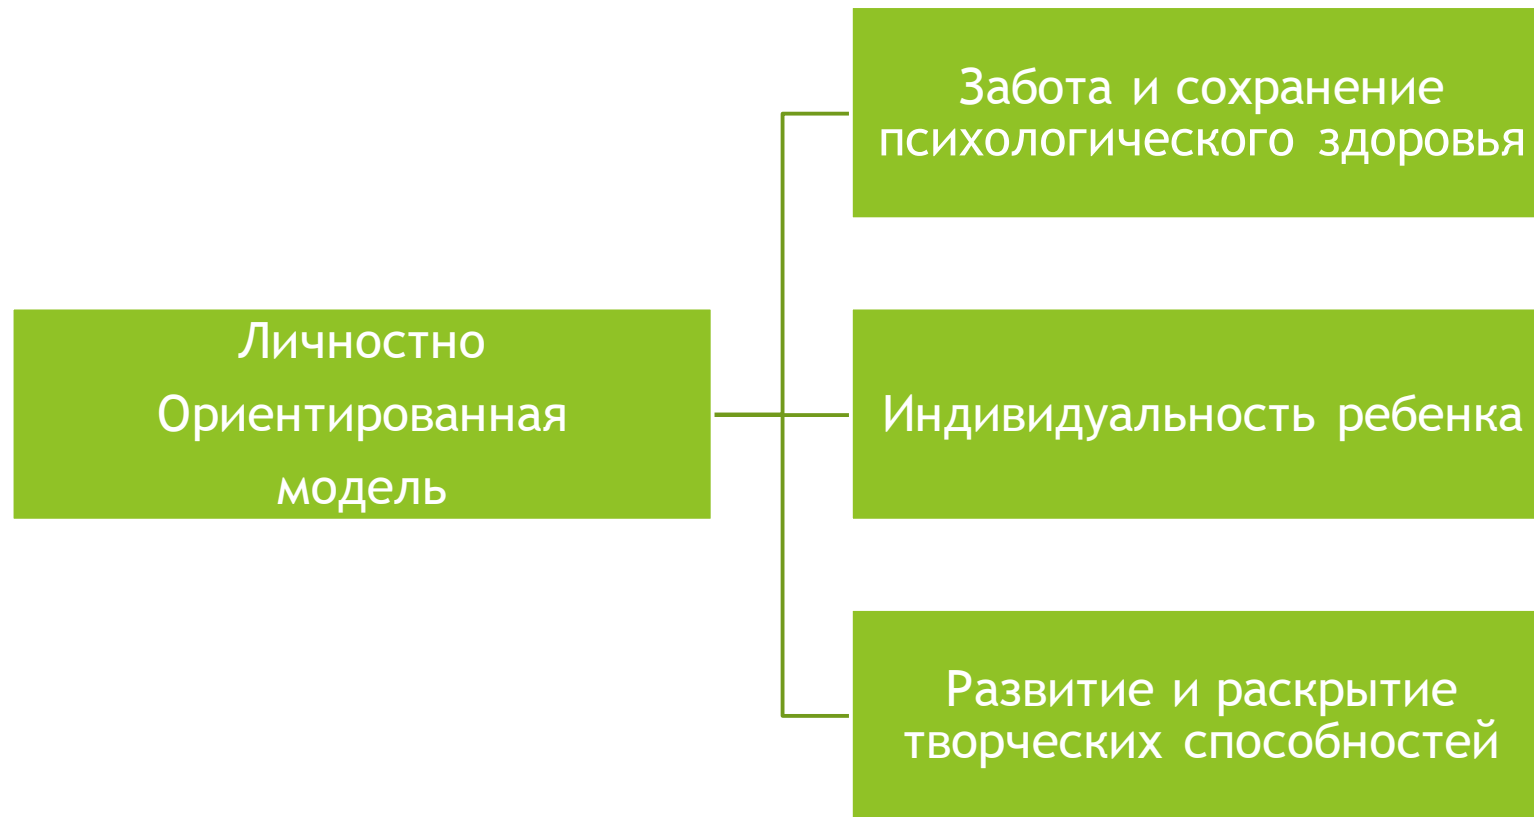 Забота и сохранение
психологического здоровья
Личностно
Ориентированная
модель
Индивидуальность ребенка
Развитие и раскрытие
творческих способностей